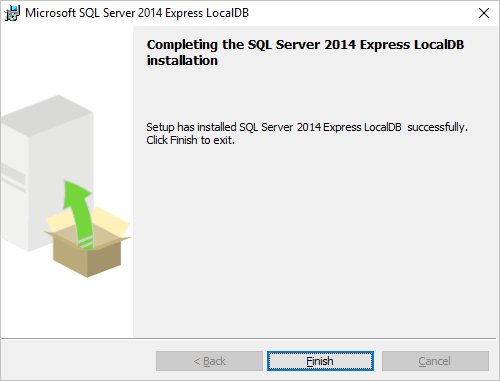 Microsoft SQL Server 2014 Express LocalDB
Completing the SQL Server 2014 Express LocalDB
installation
Setup has installed SQL Server 2014 Express LocalDB  successfully.
Click Finish to exit.
< Back
Finish
Cancel